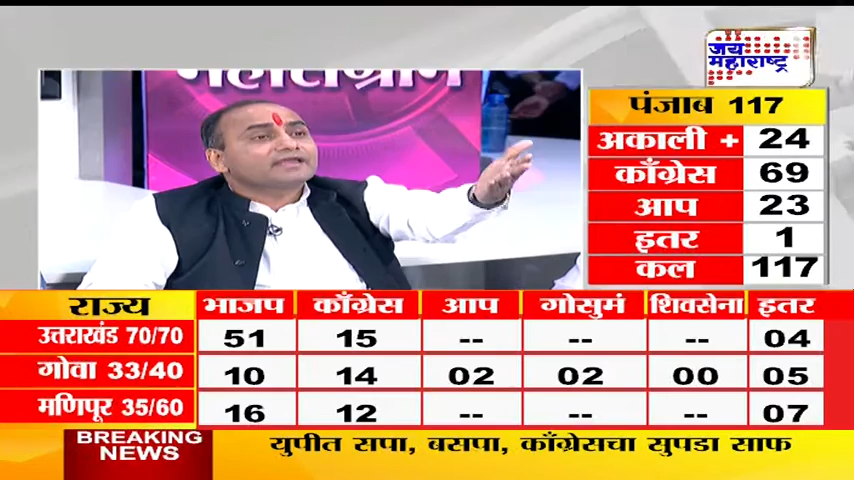 जय
महाराष्ट्र
पंजाब 117
अकाली + 24
काँग्रेस 69
आप 23
इतर 1
कल 117
राज्य भाजप काँग्रेस आप गोसुमं शिवसेना इतर
उत्तराखंड 70/70 51 15 -- -- -- 04
गोवा 33/40 10 14 02 02 00 05
मणिपूर 35/60 16 12 -- -- -- 07
BREAKING
NEWS
युपीत सपा, बसपा, काँग्रेसचा सुपडा साफ